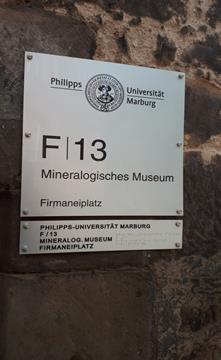 Philipps Universität
Marburg
F|13
Mineralogisches Museum
Firmaneiplatz
PHILIPPS-UNIVERSITÄT MARBURG
F/13
MINERALOG. MUSEUM
FIRMANEIPLATZ